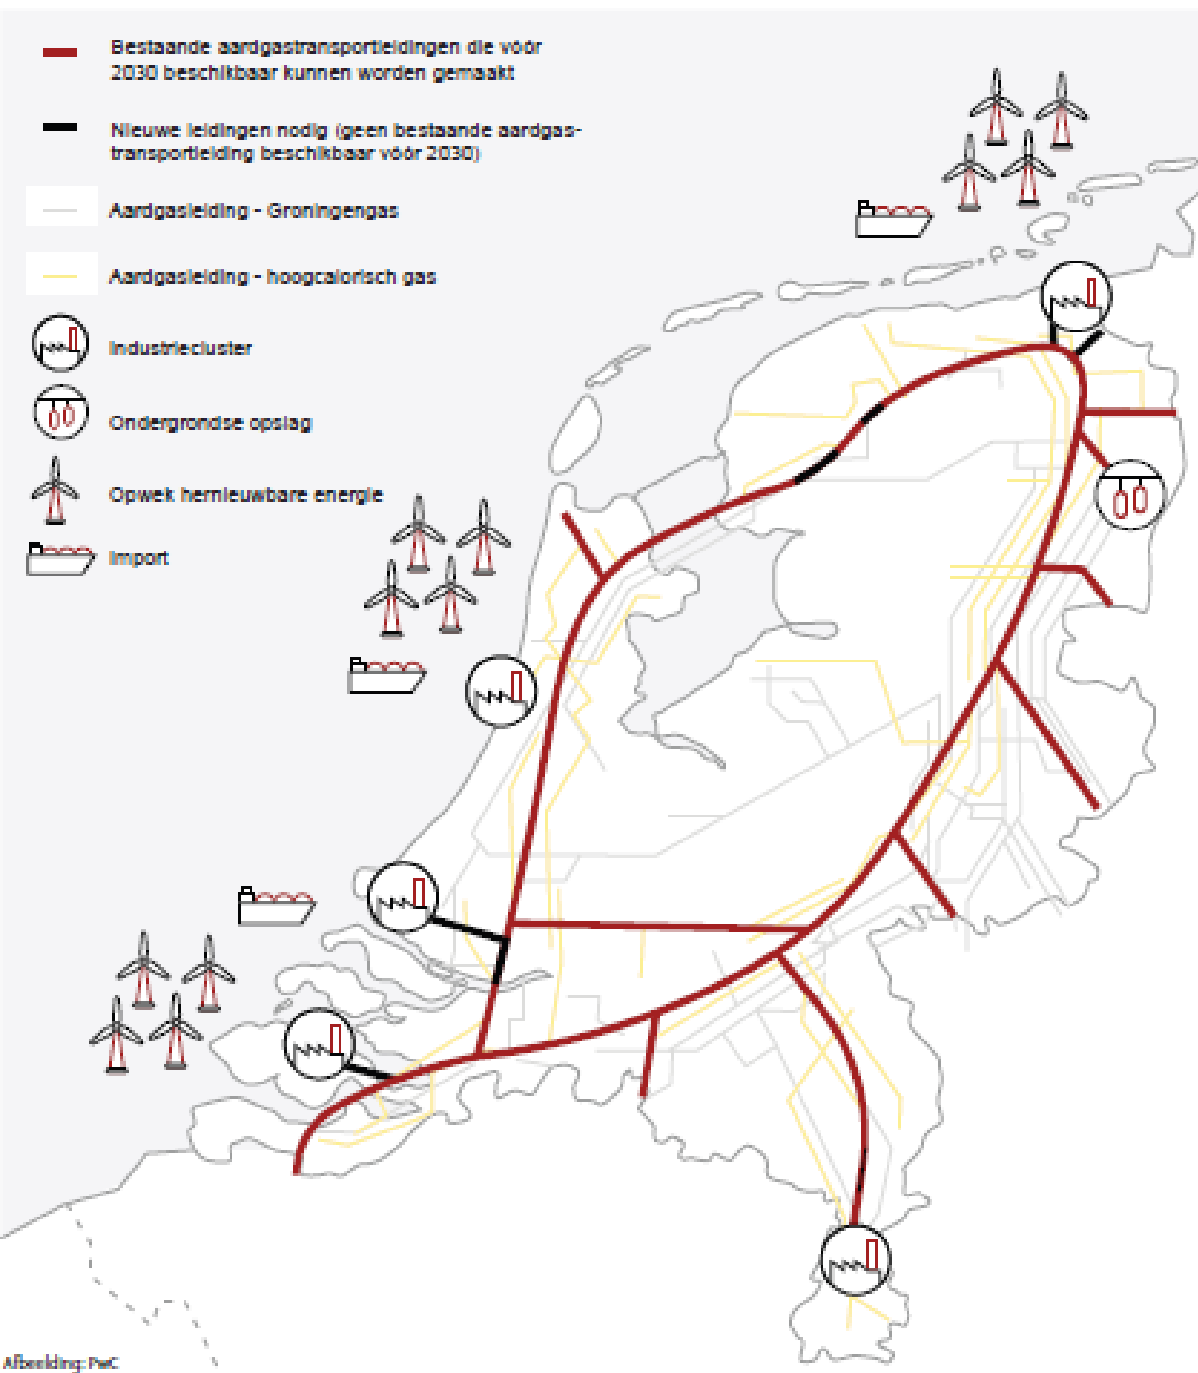 Bestaande aardgastransportleidingen die vóór
2030 beschikbaar kunnen worden gemaakt
Nieuwe leidingen nodig (geen bestaande aardgas-
transportleiding beschikbaar vóór 2030)
Aardgasleiding - Groningengas
Aardgasleiding - hoogcalorisch gas
Industriecluster
Ondergrondse opslag
Opwek hernieuwbare energie
Import
Afbeelding: PwC